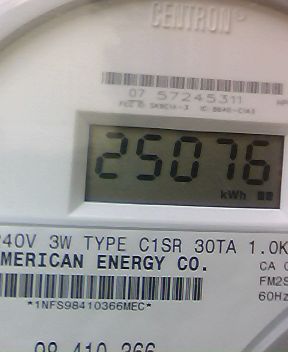 CENTRON®
07 57245311
25076
kWh
240V 3W TYPE C1SR 30TA 1.0K
MERICAN ENERGY CO.
CA
FM2S
60Hz
*1NFS98410366MEC*
98 410 366